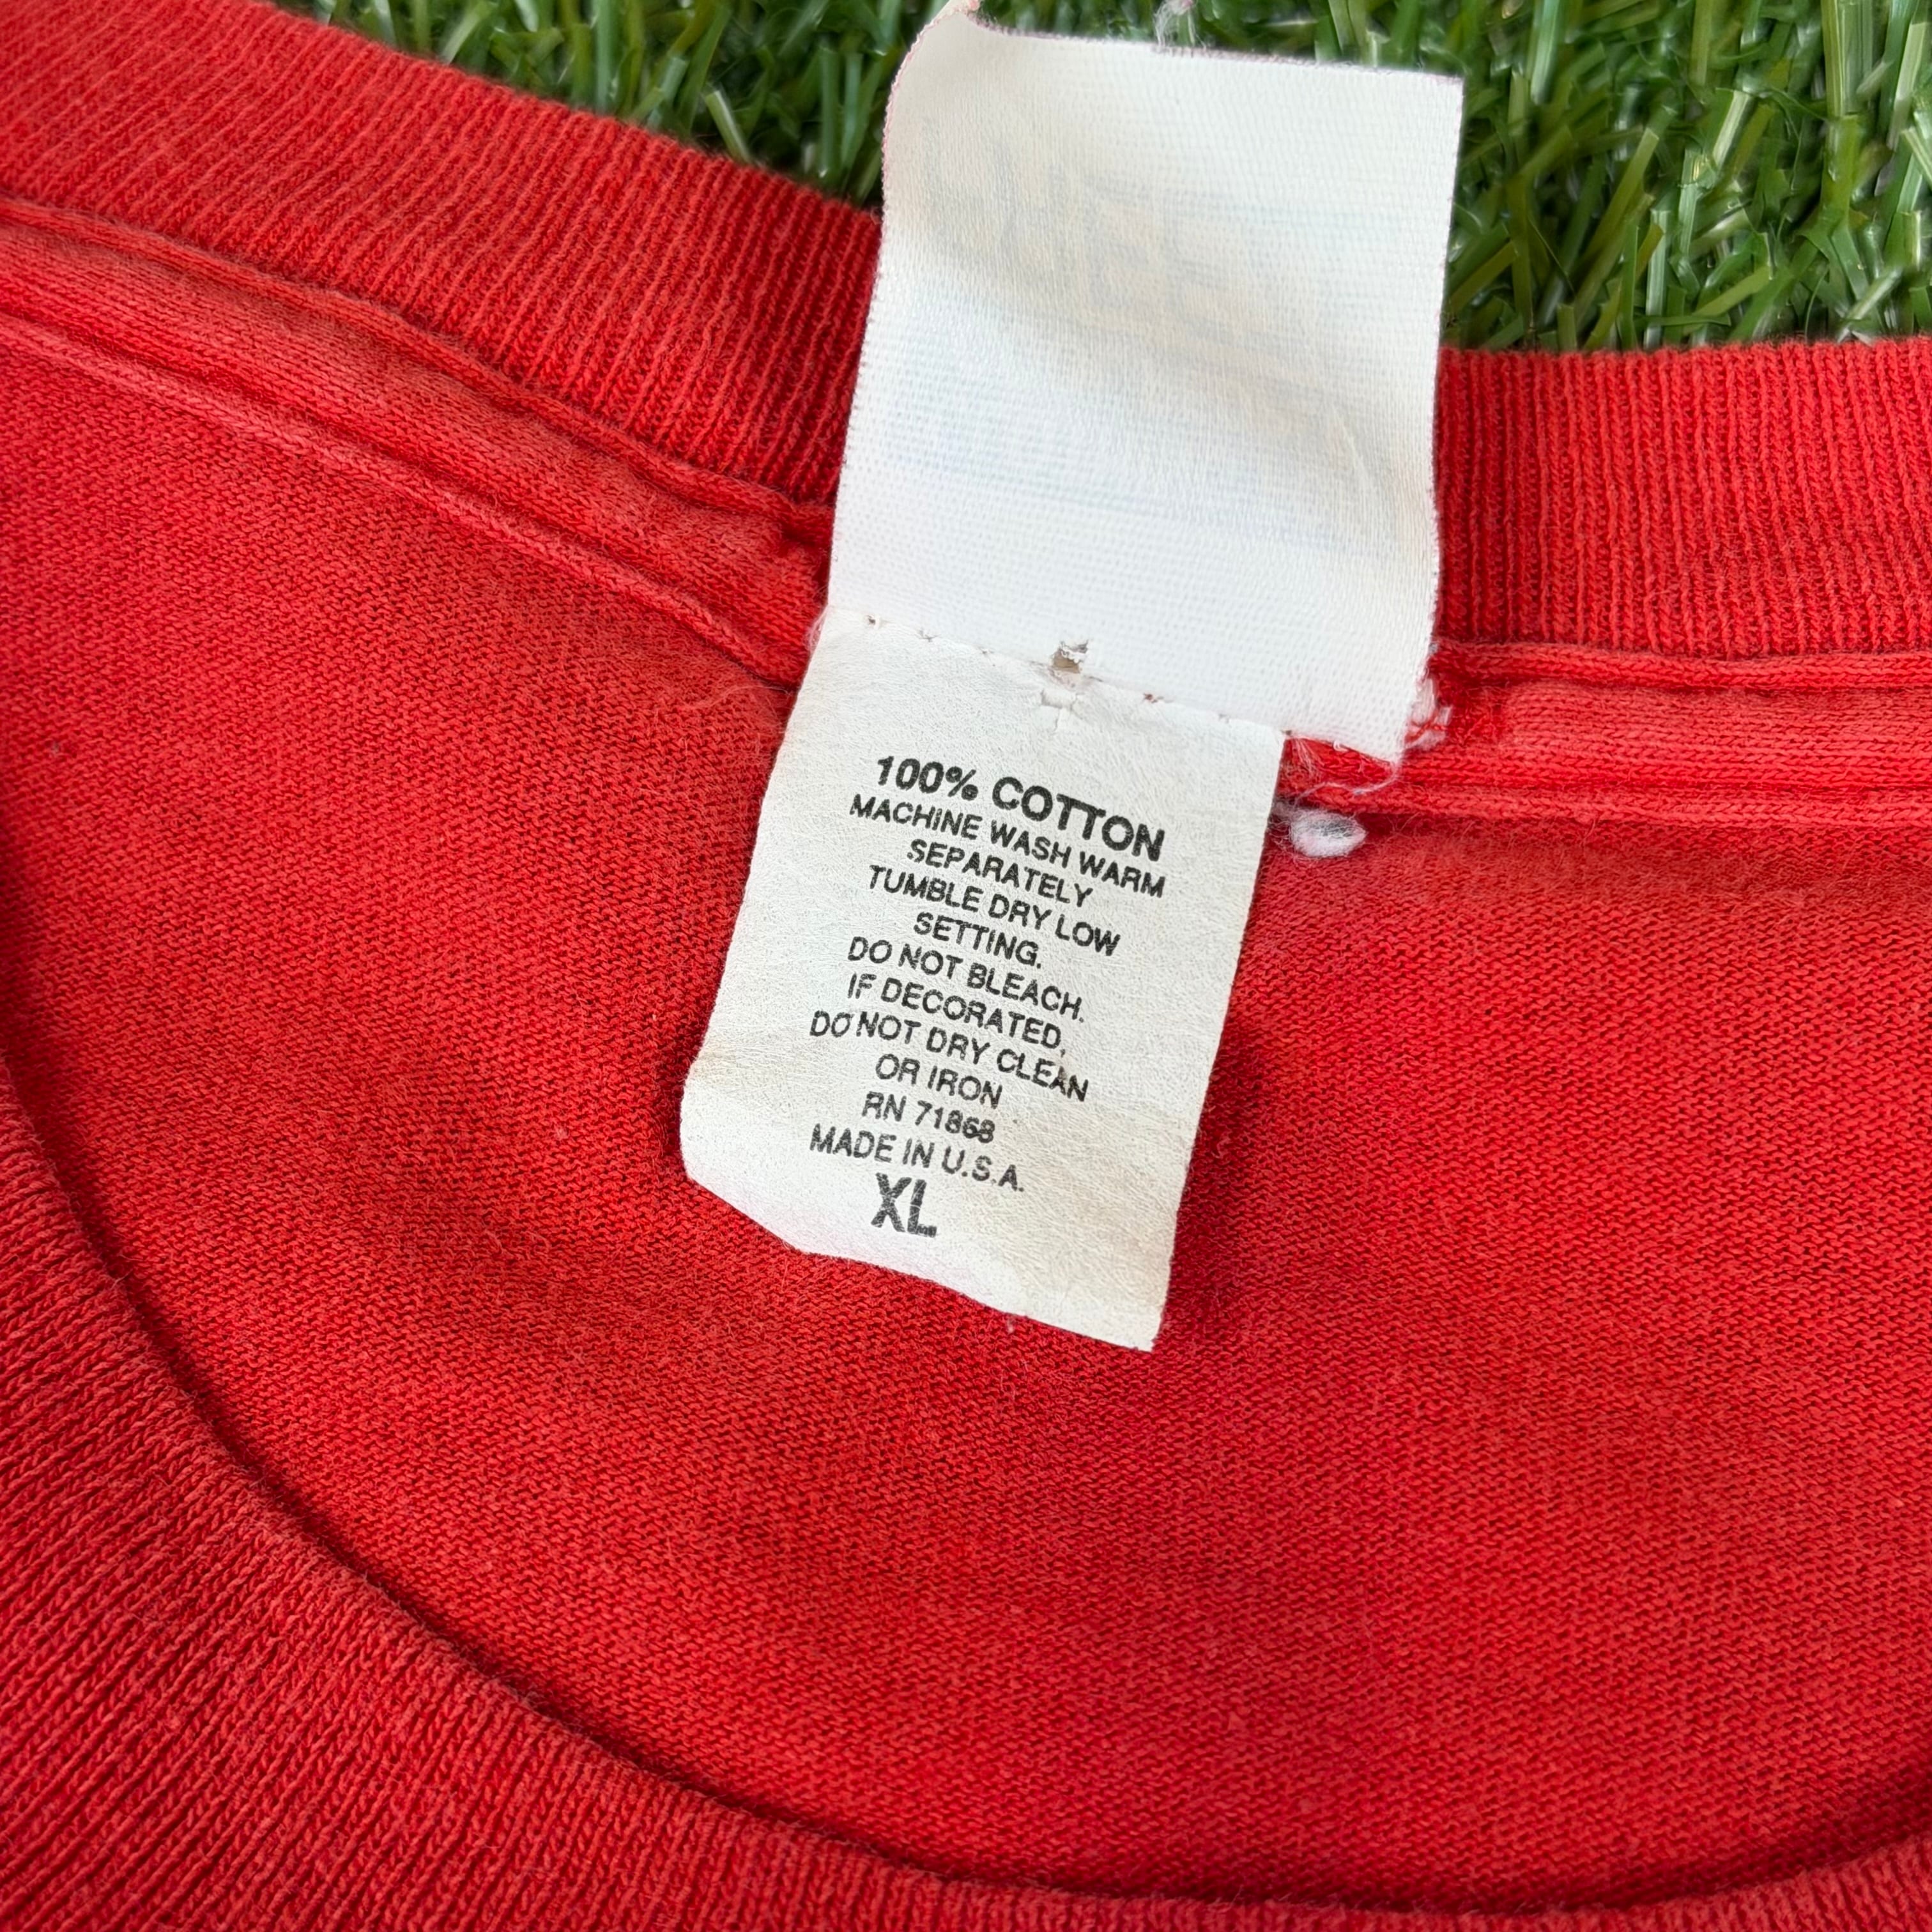 100% COTTON
MACHINE WASH WARM
SEPARATELY
TUMBLE DRY LOW
SETTING.
DO NOT BLEACH.
IF DECORATED,
DO NOT DRY CLEAN
OR IRON
RN 71868
MADE IN U.S.A.
XL